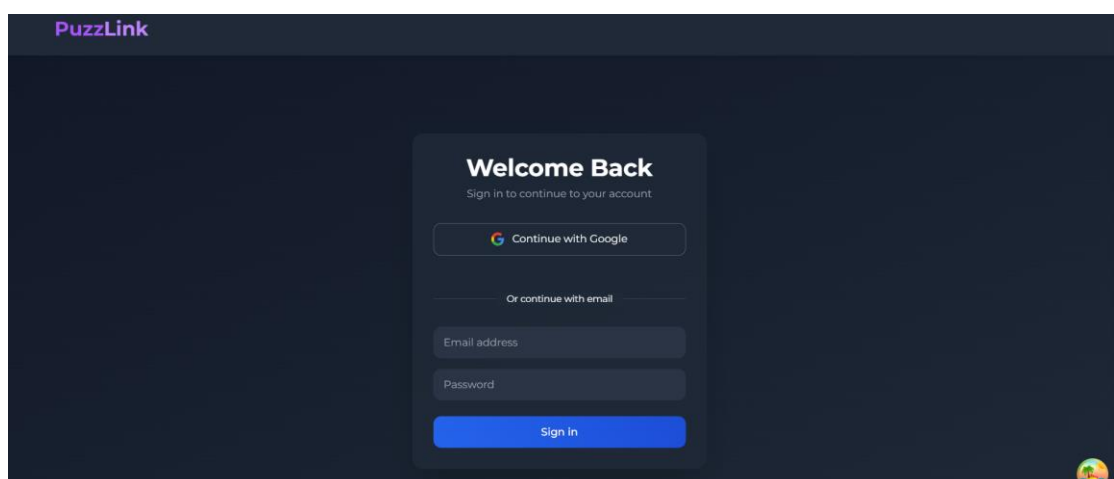 PuzzLink
Welcome Back
Sign in to continue to your account
Continue with Google
Or continue with email
Email address
Password
Sign in